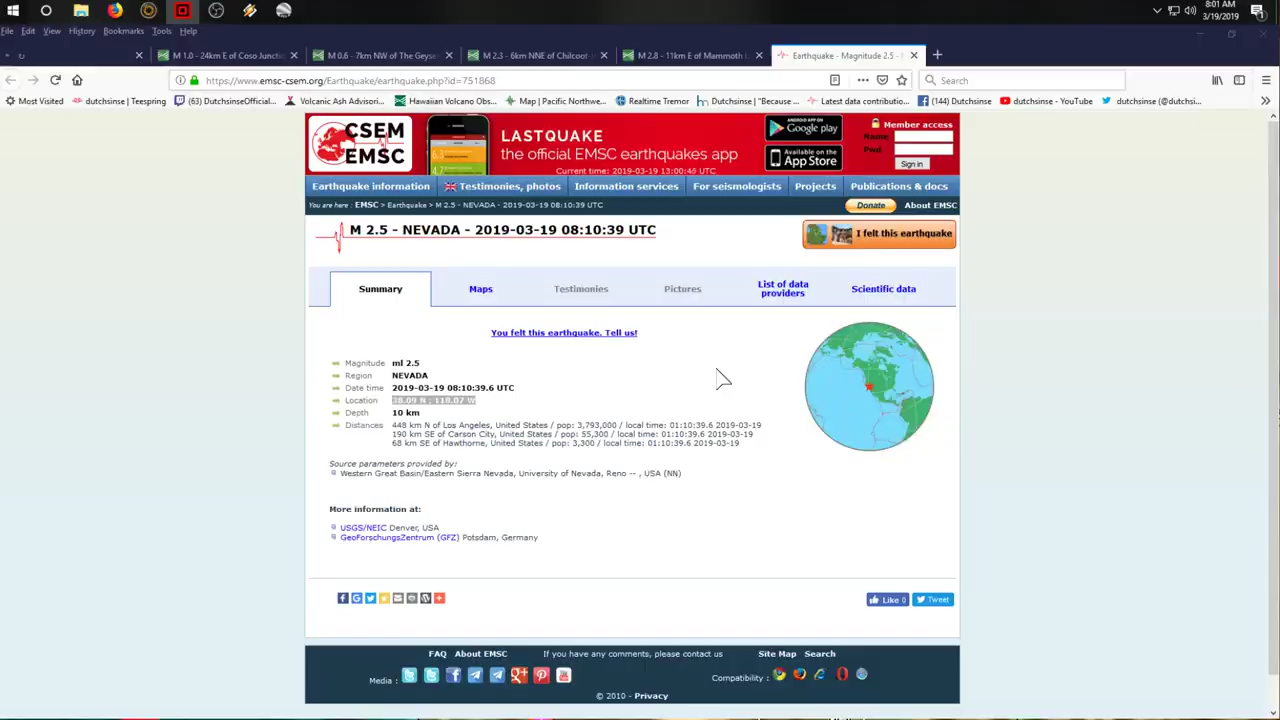 8:01 AM
3/19/2019
File Edit View History Bookmarks Tools Help
M 1.0 - 24km E of Coso Junction
M 0.6 - 7km NW of The Geyse
M 2.3 - 6km NNE of Chilcoot
M 2.8 - 11km E of Mammoth
Earthquake - Magnitude 2.5 -
https://www.emsc-csem.org/Earthquake/earthquake.php?id=751868
Search
Most Visited
dutchsinse | Teespring
(63) DutchsinseOfficial...
Volcanic Ash Advisori...
Hawaiian Volcano Obs...
Map | Pacific Northwe...
Realtime Tremor
Dutchsinse | "Because ...
Latest data contributio...
(144) Dutchsinse
dutchsinse - YouTube
dutchsinse (@dutchsi...
CSEM
EMSC
LASTQUAKE
the official EMSC earthquakes app
Current time: 2019-03-19 13:00:46 UTC
ANDROID APP ON
Google play
Available on the
App Store
Member access
Name
Pwd
Sign in
Earthquake information
Testimonies, photos
Information services
For seismologists
Projects
Publications & docs
You are here : EMSC > Earthquake > M 2.5 - NEVADA - 2019-03-19 08:10:39 UTC
Donate
About EMSC
M 2.5 - NEVADA - 2019-03-19 08:10:39 UTC
I felt this earthquake
Summary
Maps
Testimonies
Pictures
List of data
providers
Scientific data
You felt this earthquake. Tell us!
Magnitude ml 2.5
Region NEVADA
Date time 2019-03-19 08:10:39.6 UTC
Location 38.09 N ; 118.07 W
Depth 10 km
Distances 448 km N of Los Angeles, United States / pop: 3,793,000 / local time: 01:10:39.6 2019-03-19
190 km SE of Carson City, United States / pop: 55,300 / local time: 01:10:39.6 2019-03-19
68 km SE of Hawthorne, United States / pop: 3,300 / local time: 01:10:39.6 2019-03-19
Source parameters provided by:
Western Great Basin/Eastern Sierra Nevada, University of Nevada, Reno -- , USA (NN)
More information at:
USGS/NEIC Denver, USA
GeoForschungsZentrum (GFZ) Potsdam, Germany
Like 0
Tweet
FAQ About EMSC
If you have any comments, please contact us
Site Map Search
Media :
Compatibility :
© 2010 - Privacy